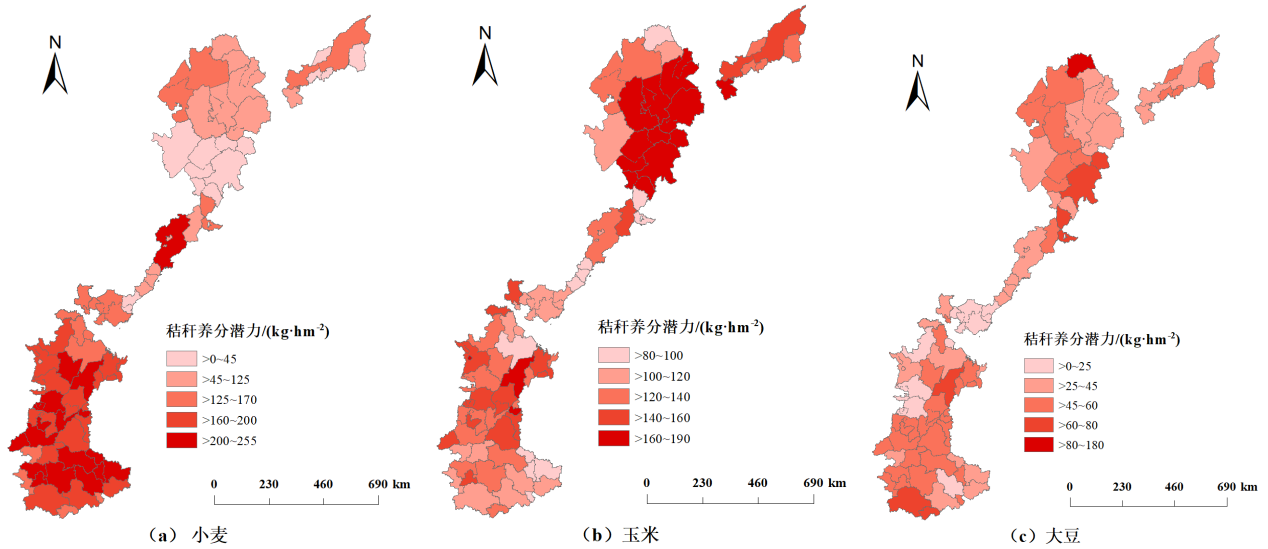 N
秸秆养分潜力/(kg·hm⁻²)
>0~45
>45~125
>125~170
>160~200
>200~255
0 230 460 690 km
(a) 小麦
N
秸秆养分潜力/(kg·hm⁻²)
>80~100
>100~120
>120~140
>140~160
>160~190
0 230 460 690 km
(b) 玉米
N
秸秆养分潜力/(kg·hm⁻²)
>0~25
>25~45
>45~60
>60~80
>80~180
0 230 460 690 km
(c) 大豆